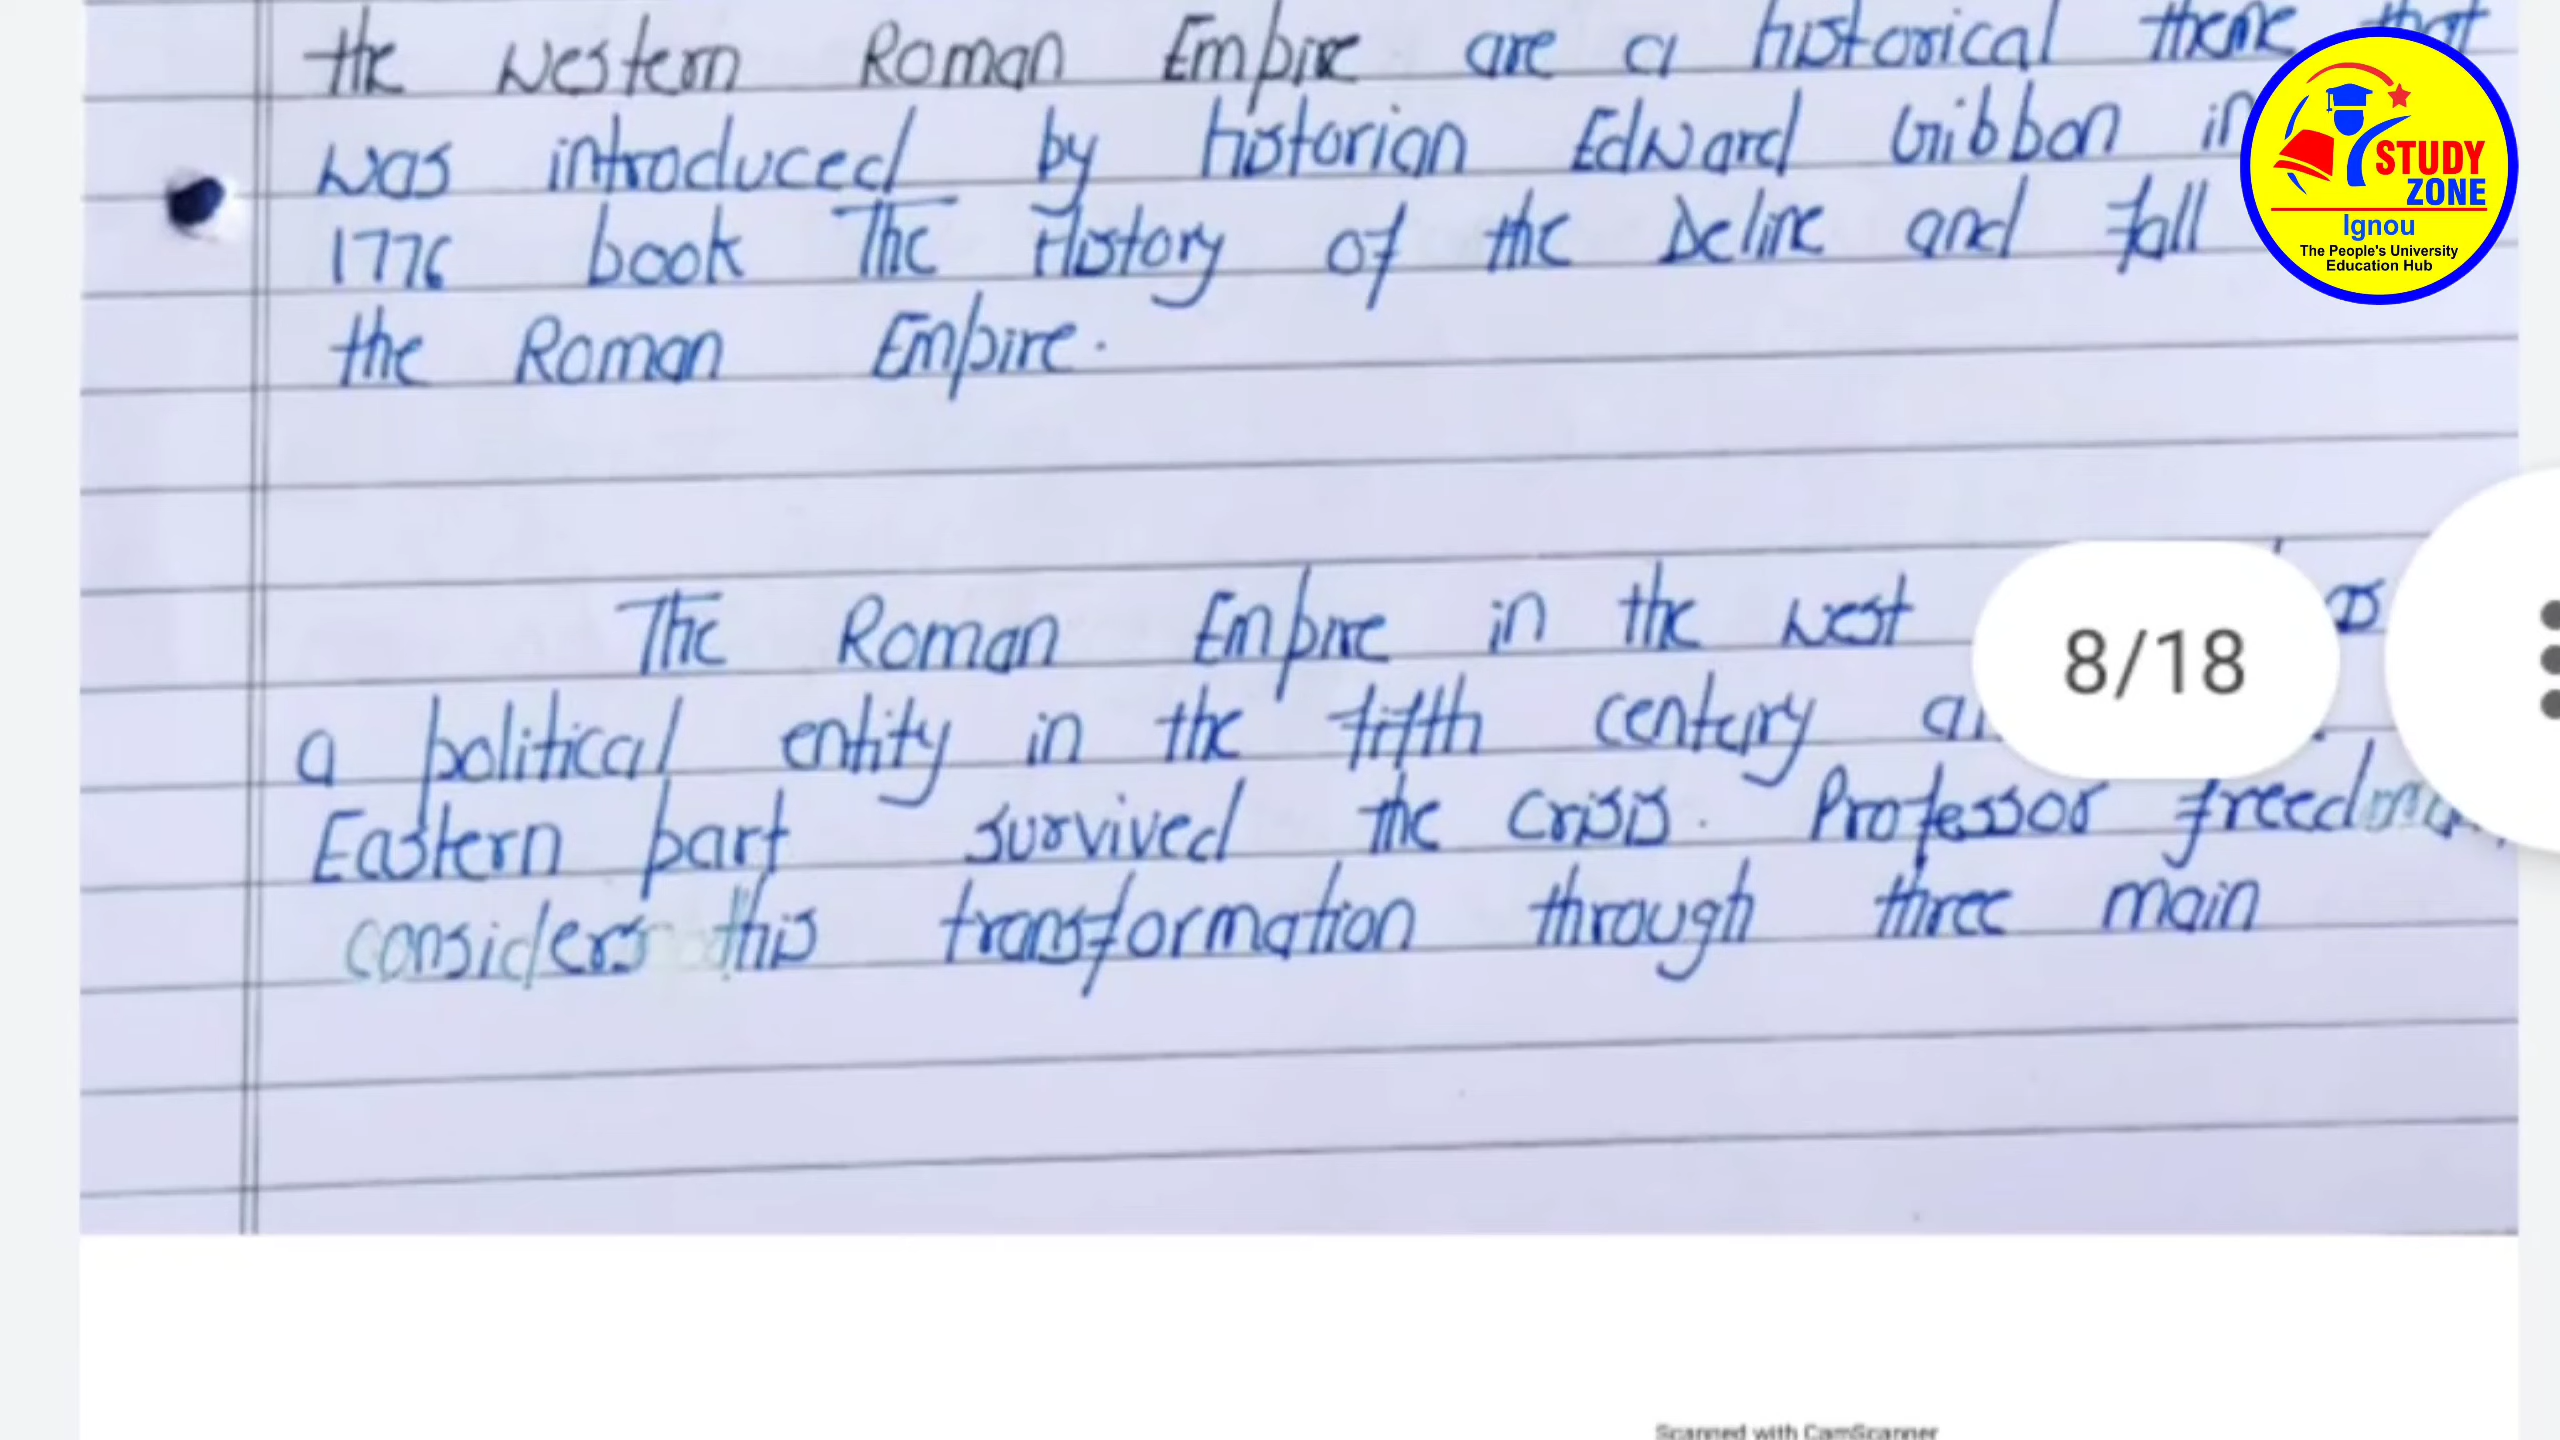 the Western Roman Empire are a historical theme that
was introduced by historian Edward Gibbon in
1776 book The History of the Deline and Fall
the Roman Empire.
The Roman Empire in the West
a political entity in the fifth century
Eastern part survived the crisis. Professor
considers this transformation through three main
8/18
STUDY
ZONE
Ignou
The People's University
Education Hub
Scanned with CamScanner